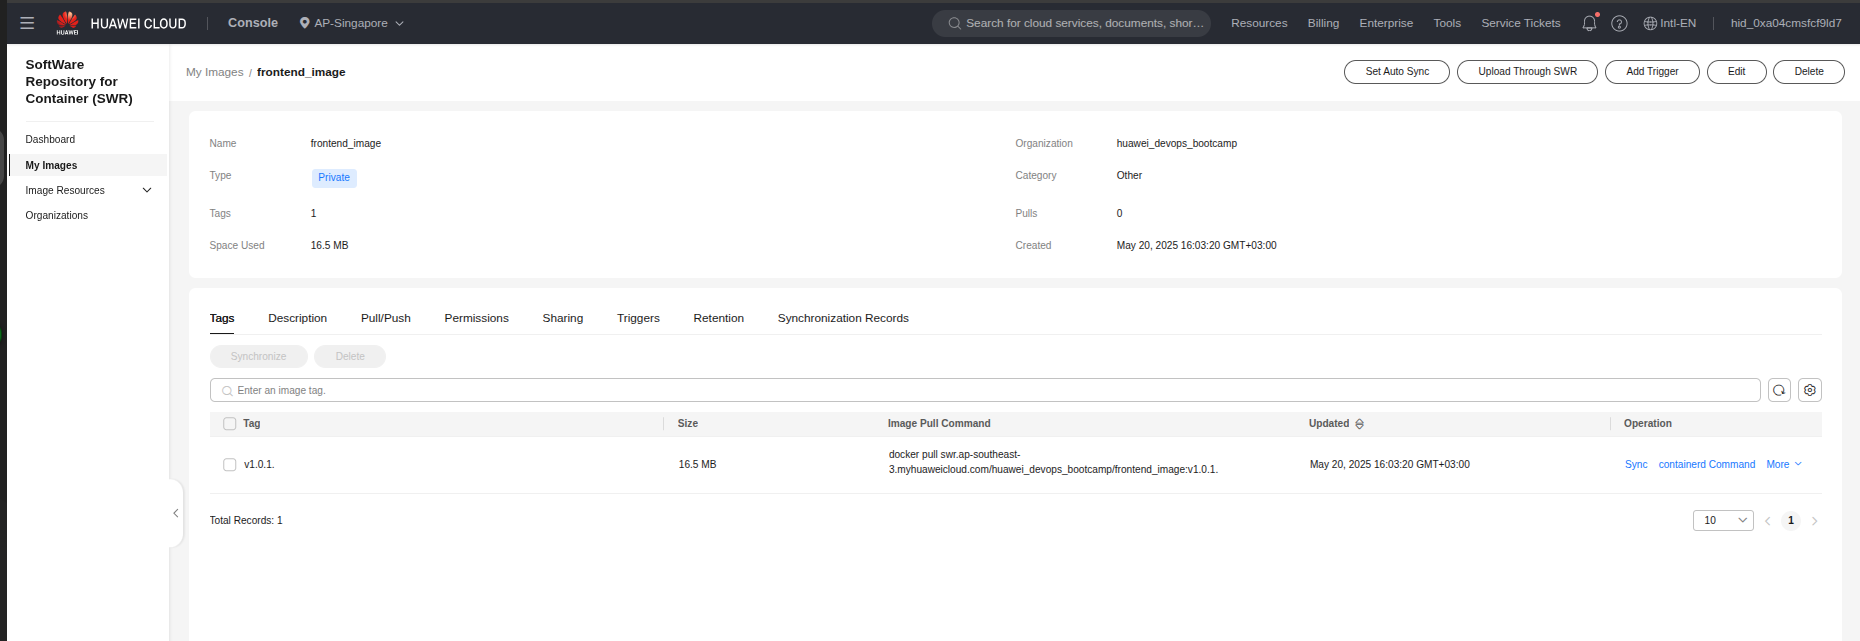 HUAWEI
HUAWEI CLOUD
Console
AP-Singapore
Search for cloud services, documents, shor...
Resources
Billing
Enterprise
Tools
Service Tickets
Intl-EN
hid_0xa04cmsfcf9ld7
SoftWare
Repository for
Container (SWR)
Dashboard
My Images
Image Resources
Organizations
My Images / frontend_image
Set Auto Sync
Upload Through SWR
Add Trigger
Edit
Delete
Name frontend_image
Organization huawei_devops_bootcamp
Type Private
Category Other
Tags 1
Pulls 0
Space Used 16.5 MB
Created May 20, 2025 16:03:20 GMT+03:00
Tags Description Pull/Push Permissions Sharing Triggers Retention Synchronization Records
Synchronize Delete
Enter an image tag.
Tag Size Image Pull Command Updated Operation
v1.0.1. 16.5 MB
docker pull swr.ap-southeast-
3.myhuaweicloud.com/huawei_devops_bootcamp/frontend_image:v1.0.1.
May 20, 2025 16:03:20 GMT+03:00
Sync containerd Command More
Total Records: 1
10
1